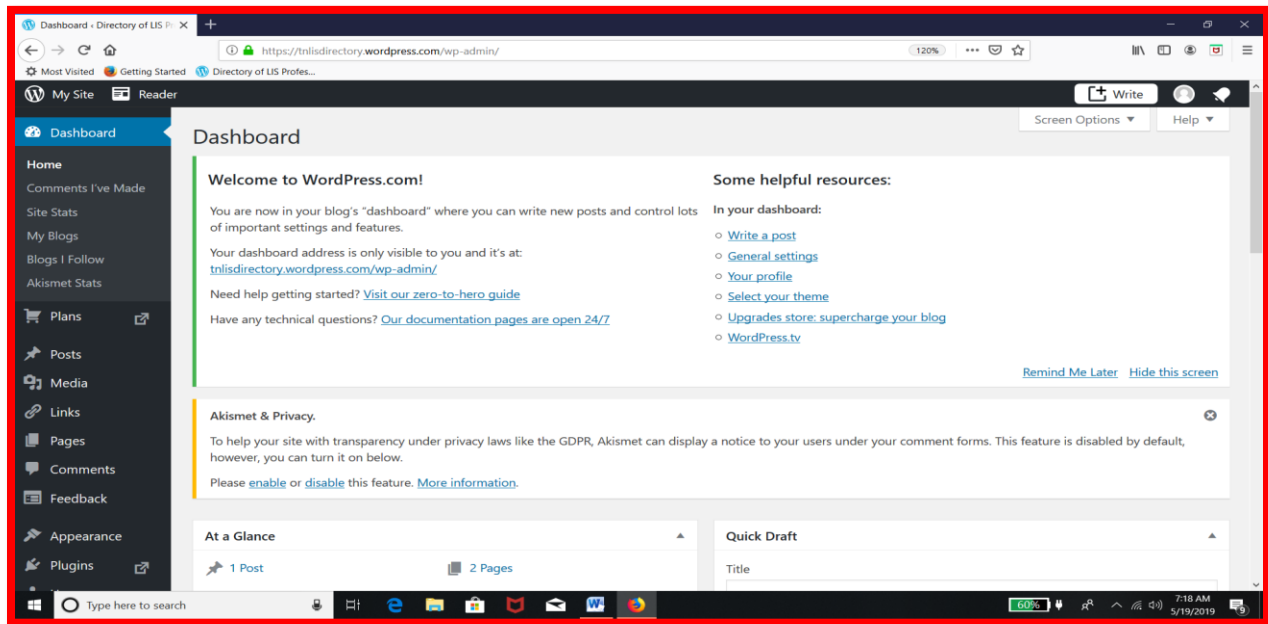 Dashboard ‹ Directory of LIS Pr
https://tnlisdirectory.wordpress.com/wp-admin/
120%
Most Visited Getting Started Directory of LIS Profes...
My Site Reader Write
Screen Options Help
Dashboard
Home
Comments I've Made
Site Stats
My Blogs
Blogs I Follow
Akismet Stats
Plans
Posts
Media
Links
Pages
Comments
Feedback
Appearance
Plugins
Dashboard
Welcome to WordPress.com!
You are now in your blog's "dashboard" where you can write new posts and control lots
of important settings and features.
Your dashboard address is only visible to you and it's at:
tnlisdirectory.wordpress.com/wp-admin/
Need help getting started? Visit our zero-to-hero guide
Have any technical questions? Our documentation pages are open 24/7
Some helpful resources:
In your dashboard:
Write a post
General settings
Your profile
Select your theme
Upgrades store: supercharge your blog
WordPress.tv
Remind Me Later Hide this screen
Akismet & Privacy.
To help your site with transparency under privacy laws like the GDPR, Akismet can display a notice to your users under your comment forms. This feature is disabled by default,
however, you can turn it on below.
Please enable or disable this feature. More information.
At a Glance
1 Post 2 Pages
Quick Draft
Title
Type here to search
60%
7:18 AM
5/19/2019
9